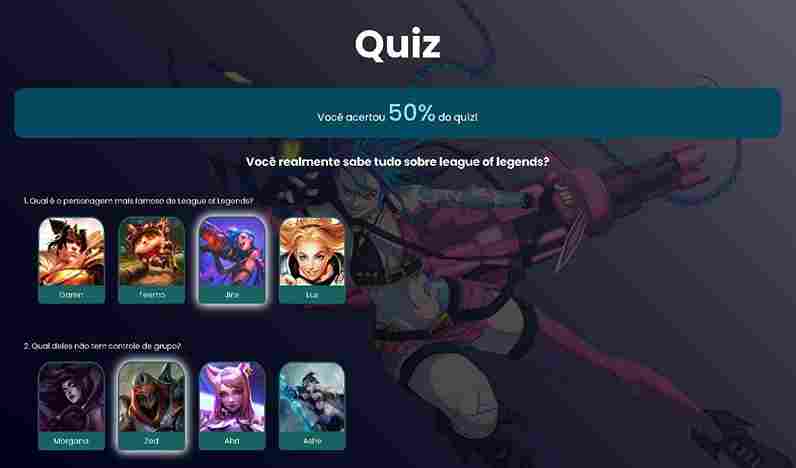 Quiz
Você acertou 50% do quiz!
Você realmente sabe tudo sobre league of legends?
1. Qual é o personagem mais famoso do League of Legends?
Garen
Teemo
Jinx
Lux
2. Qual deles não tem controle de grupo?
Morgana
Zed
Ahri
Ashe